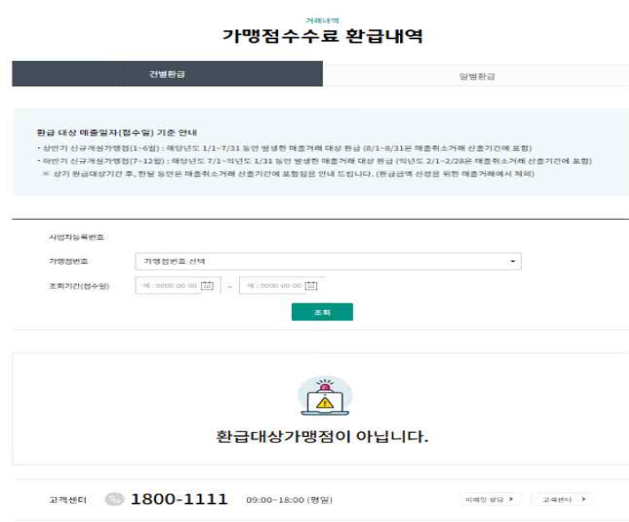 거래내역
가맹점수수료 환급내역
건별환급
일별환급
환급 대상 매출일자(접수일) 기준 안내
· 상반기 신규개설가맹점(1~6월) : 해당년도 1/1~7/31 동안 발생한 매출거래 대상 환급 (8/1~8/31은 매출취소거래 산출기간에 포함)
· 하반기 신규개설가맹점(7~12월) : 해당년도 7/1~익년도 1/31 동안 발생한 매출거래 대상 환급 (익년도 2/1~2/28은 매출취소거래 산출기간에 포함)
※ 상기 환급대상기간 후, 한달 동안은 매출취소거래 산출기간에 포함됨을 안내 드립니다. (환급금액 산정을 위한 매출거래에서 제외)
사업자등록번호
가맹점번호 가맹점번호 선택
조회기간(접수일) 예 : 0000 00 00 ~ 예 : 0000 00 00
조회
환급대상가맹점이 아닙니다.
고객센터 1800-1111 09:00~18:00 (평일) 이메일 상담 고객센터